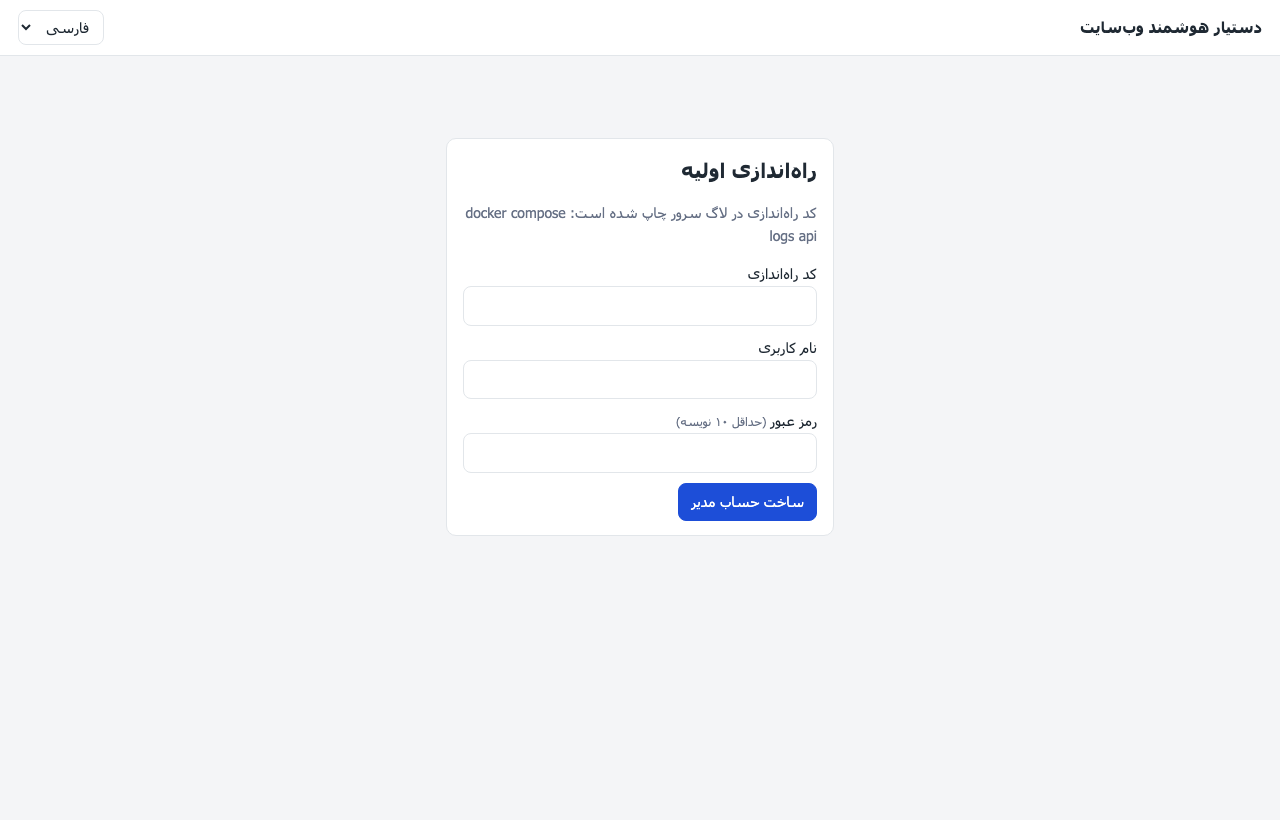 دستیار هوشمند وب‌سایت
فارسی
راه‌اندازی اولیه
کد راه‌اندازی در لاگ سرور چاپ شده است: docker compose
logs api
کد راه‌اندازی
نام کاربری
رمز عبور (حداقل ۱۰ نویسه)
ساخت حساب مدیر